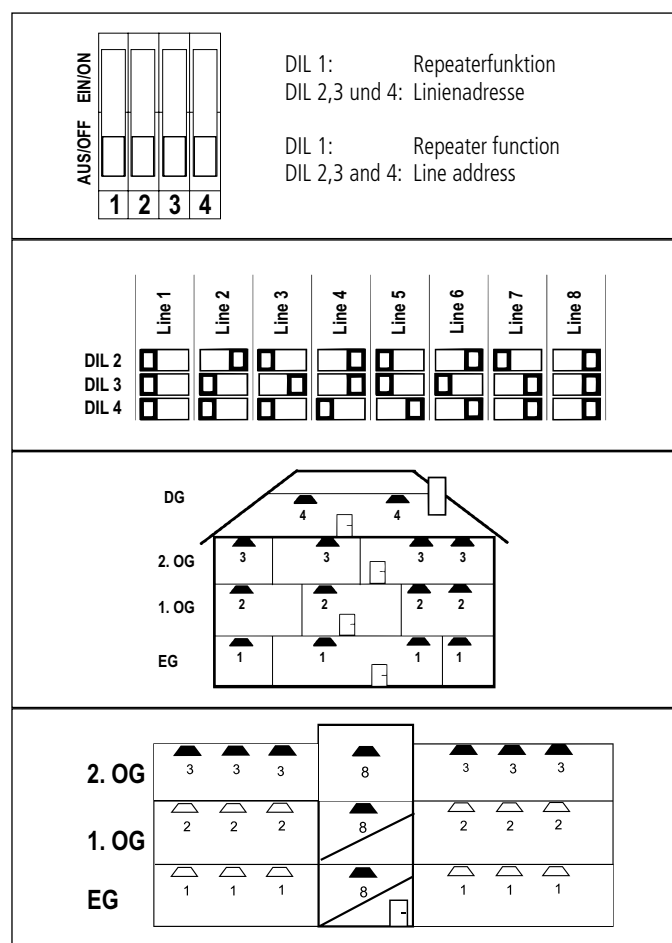 EIN/ON
AUS/OFF
1 2 3 4
DIL 1: Repeaterfunktion
DIL 2,3 und 4: Linienadresse
DIL 1: Repeater function
DIL 2,3 and 4: Line address
Line 1 Line 2 Line 3 Line 4 Line 5 Line 6 Line 7 Line 8
DIL 2
DIL 3
DIL 4
DG
4 4
2. OG
3 3 3 3
1. OG
2 2 2 2
EG
1 1 1 1
2. OG
3 3 3 8 3 3 3
1. OG
2 2 2 8 2 2 2
EG
1 1 1 8 1 1 1